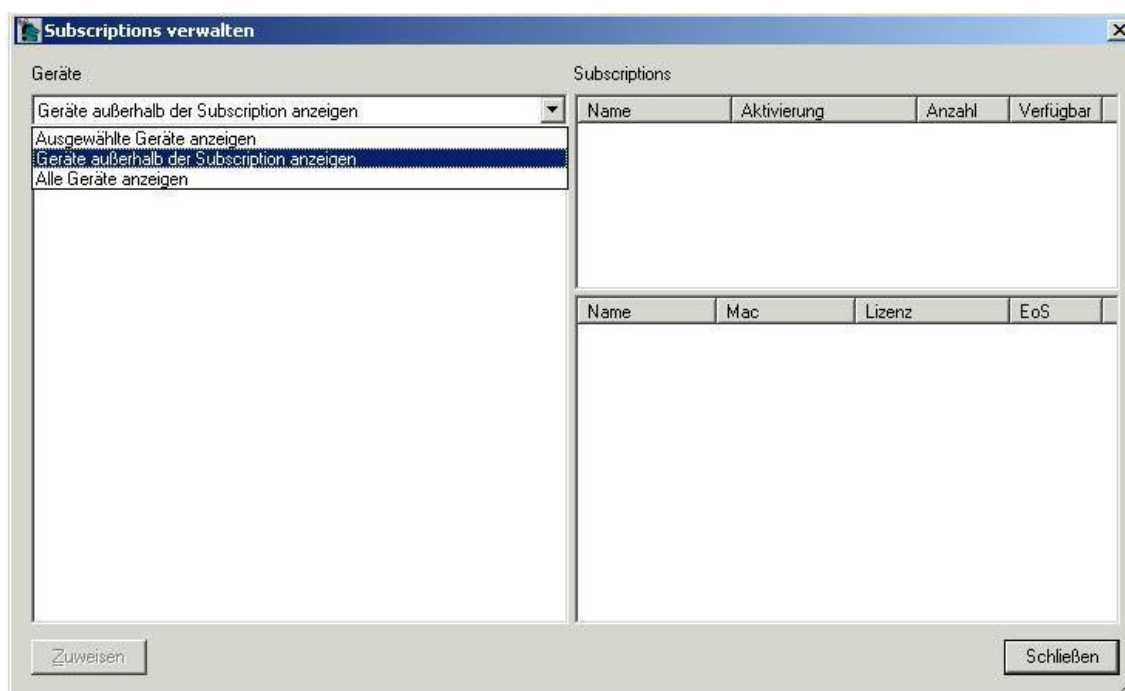 Subscriptions verwalten
Geräte
Geräte außerhalb der Subscription anzeigen
Ausgewählte Geräte anzeigen
Geräte außerhalb der Subscription anzeigen
Alle Geräte anzeigen
Subscriptions
Name Aktivierung Anzahl Verfügbar
Name Mac Lizenz EoS
Zuweisen
Schließen